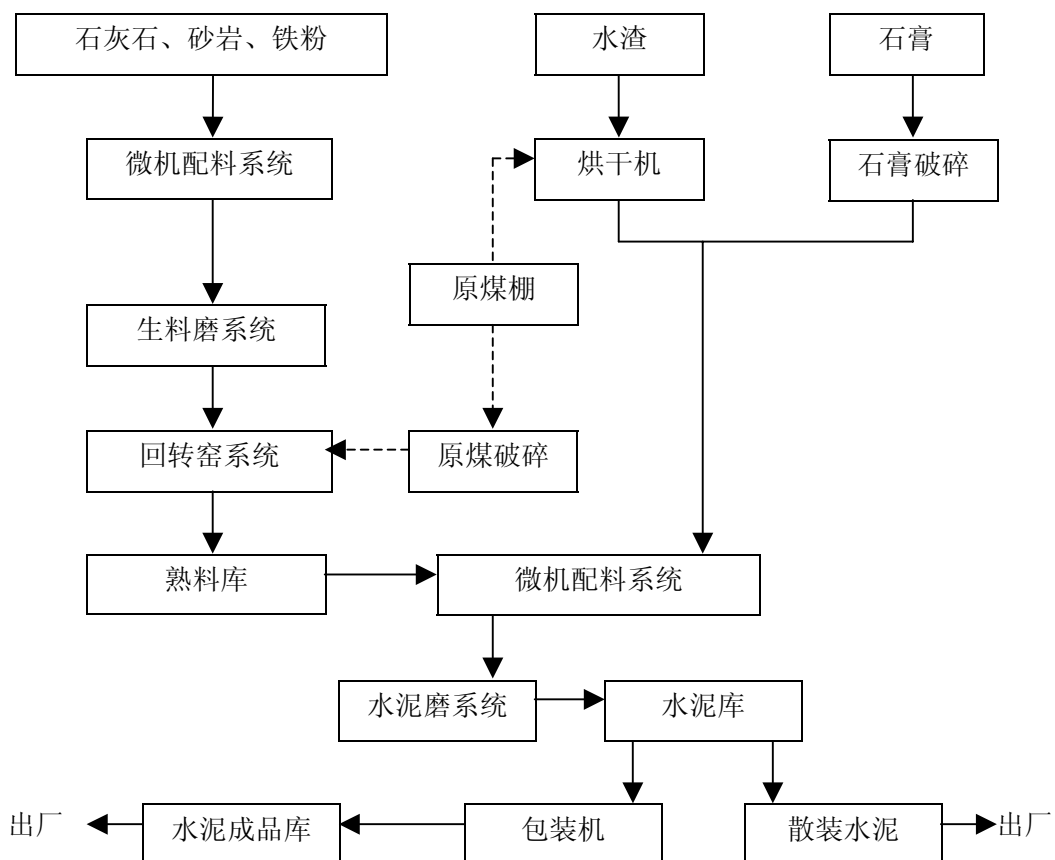 石灰石、砂岩、铁粉
水渣
石膏
微机配料系统
烘干机
石膏破碎
原煤棚
生料磨系统
回转窑系统
原煤破碎
熟料库
微机配料系统
水泥磨系统
水泥库
出厂
水泥成品库
包装机
散装水泥
出厂